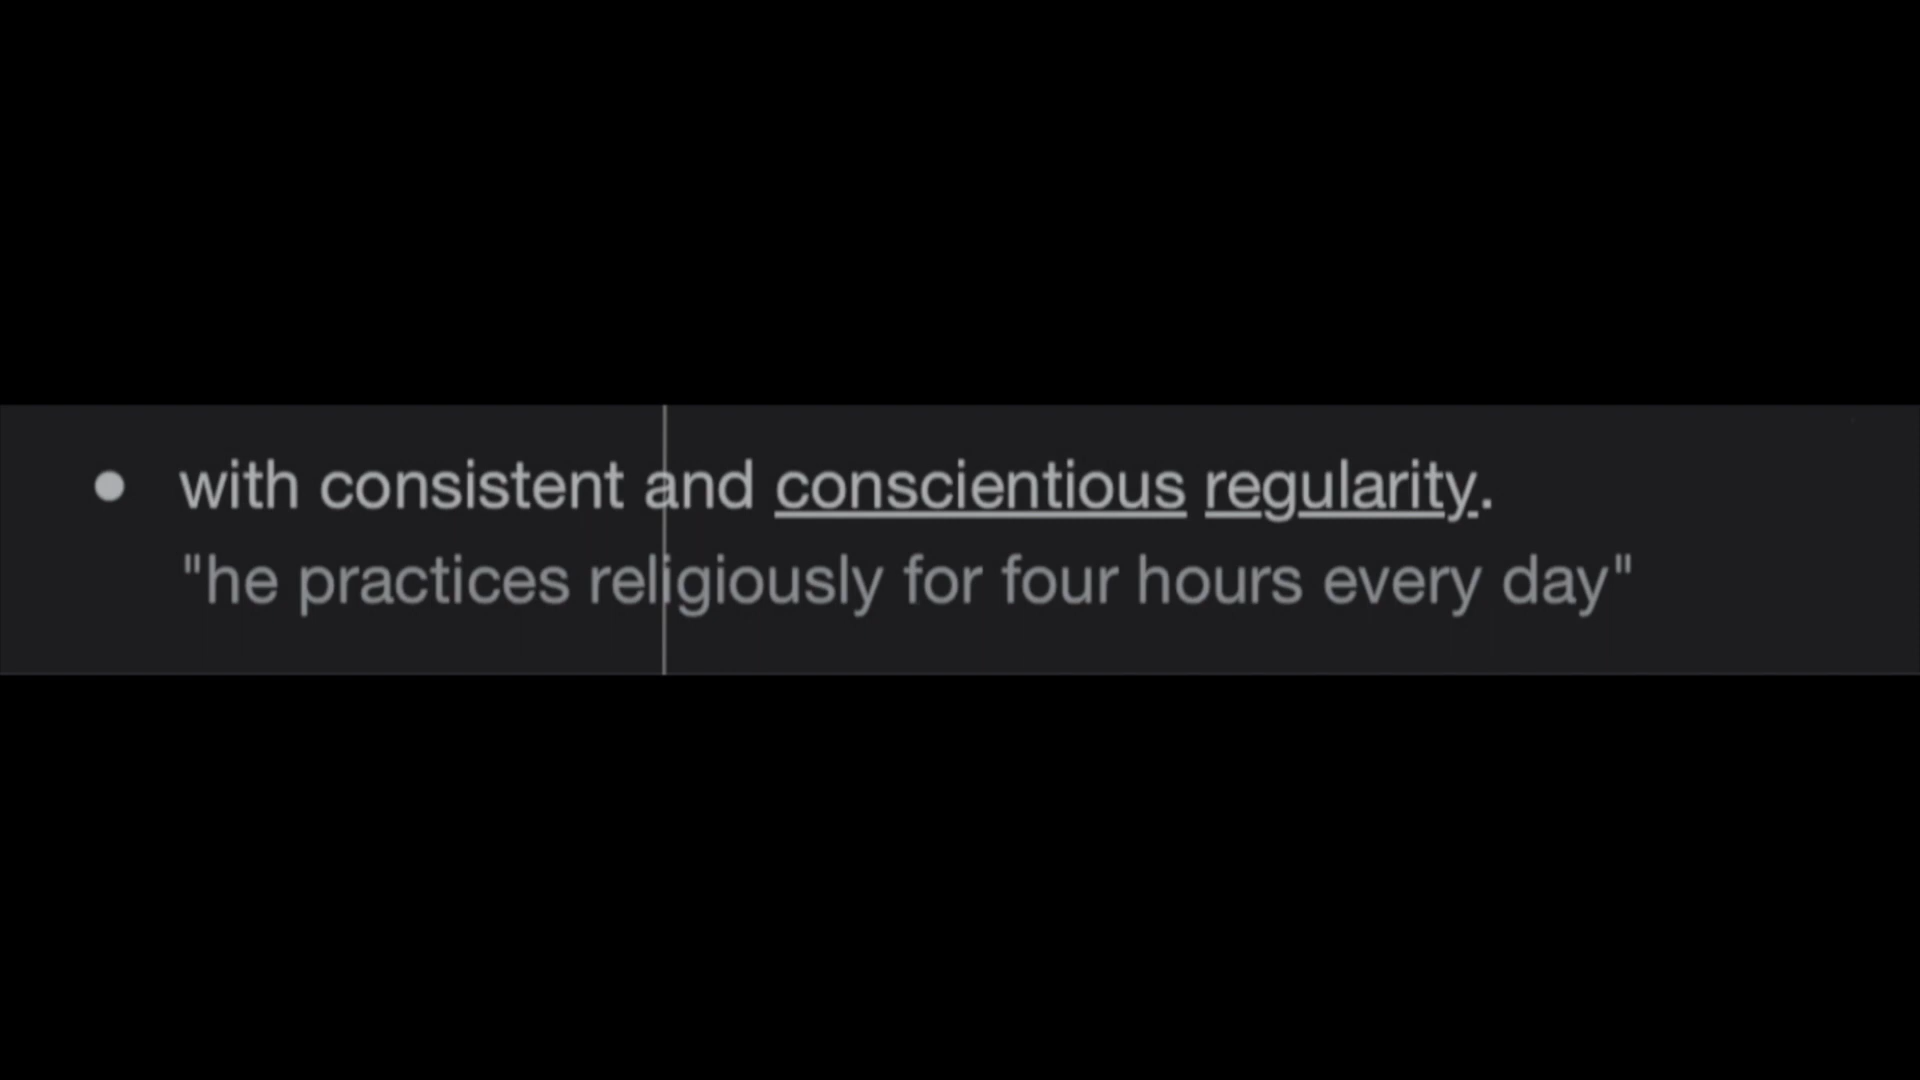 with consistent and conscientious regularity.
"he practices religiously for four hours every day"